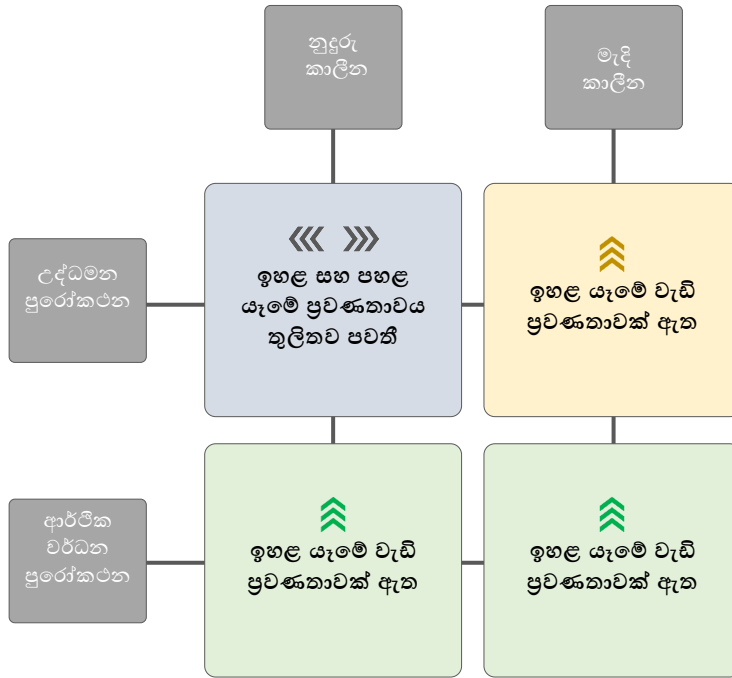 නුදුරු
කාලීන
මැදි
කාලීන
උද්ධමන
පුරෝකථන
ඉහළ සහ පහළ
යෑමේ ප්‍රවණතාවය
තුලිතව පවතී
ඉහළ යෑමේ වැඩි
ප්‍රවණතාවක් ඇත
ආර්ථික
වර්ධන
පුරෝකථන
ඉහළ යෑමේ වැඩි
ප්‍රවණතාවක් ඇත
ඉහළ යෑමේ වැඩි
ප්‍රවණතාවක් ඇත